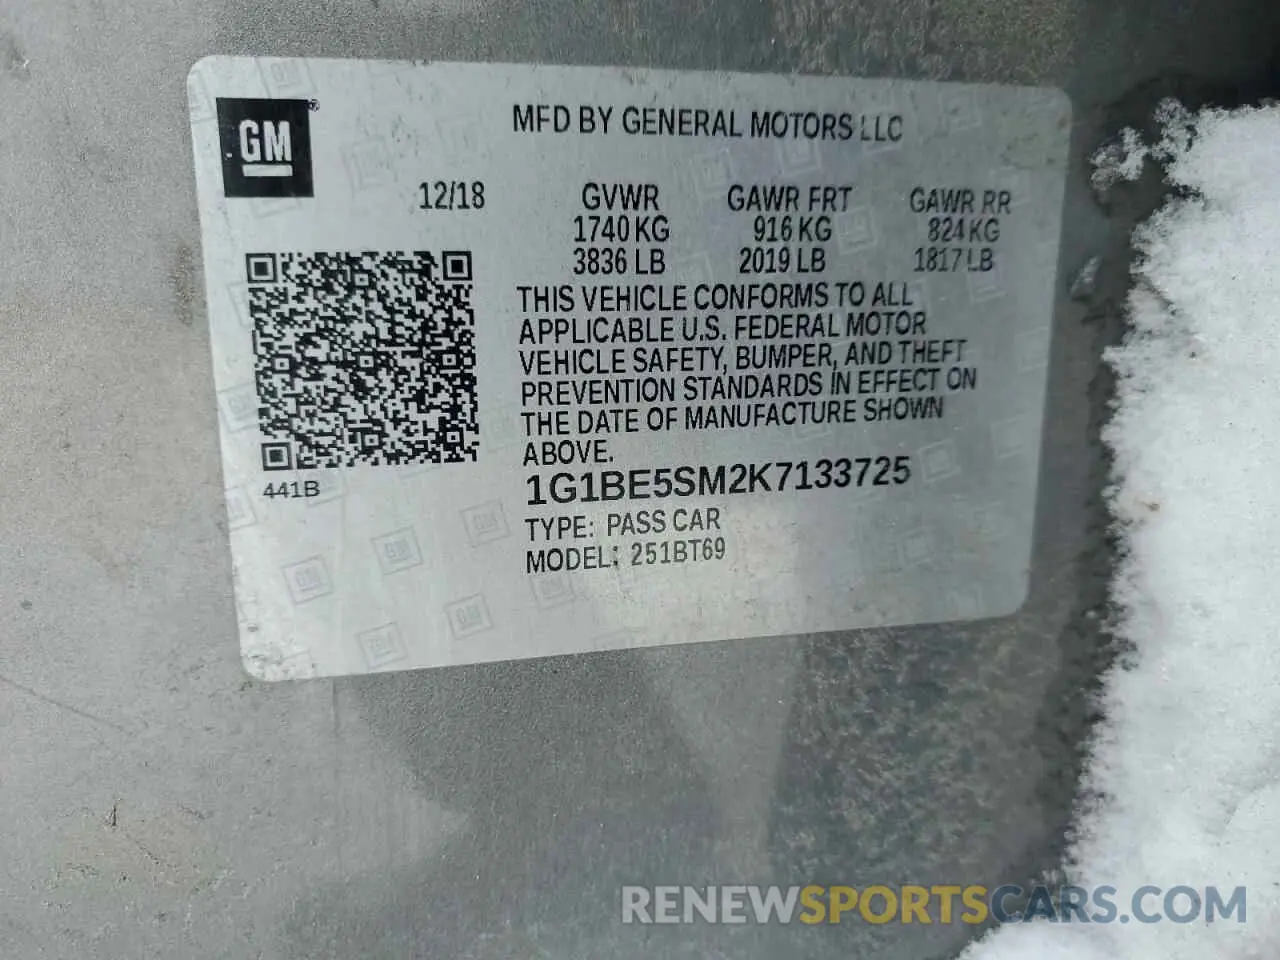 GM®
MFD BY GENERAL MOTORS LLC
12/18
GVWR GAWR FRT GAWR RR
1740 KG 916 KG 824 KG
3836 LB 2019 LB 1817 LB
THIS VEHICLE CONFORMS TO ALL
APPLICABLE U.S. FEDERAL MOTOR
VEHICLE SAFETY, BUMPER, AND THEFT
PREVENTION STANDARDS IN EFFECT ON
THE DATE OF MANUFACTURE SHOWN
ABOVE.
441B
1G1BE5SM2K7133725
TYPE: PASS CAR
MODEL: 251BT69
RENEWSPORTSCARS.COM